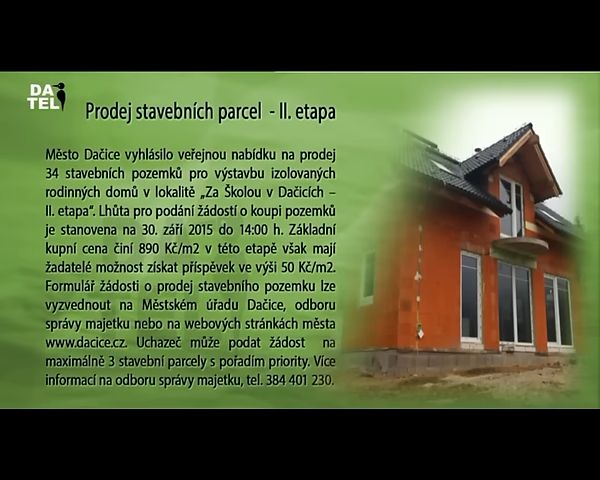 DA
TEL
Prodej stavebních parcel - II. etapa
Město Dačice vyhlásilo veřejnou nabídku na prodej
34 stavebních pozemků pro výstavbu izolovaných
rodinných domů v lokalitě „Za Školou v Dačicích –
II. etapa“. Lhůta pro podání žádostí o koupi pozemků
je stanovena na 30. září 2015 do 14:00 h. Základní
kupní cena činí 890 Kč/m2 v této etapě však mají
žadatelé možnost získat příspěvek ve výši 50 Kč/m2.
Formulář žádosti o prodej stavebního pozemku lze
vyzvednout na Městském úřadu Dačice, odboru
správy majetku nebo na webových stránkách města
www.dacice.cz. Uchazeč může podat žádost na
maximálně 3 stavební parcely s pořadím priority. Více
informací na odboru správy majetku, tel. 384 401 230.